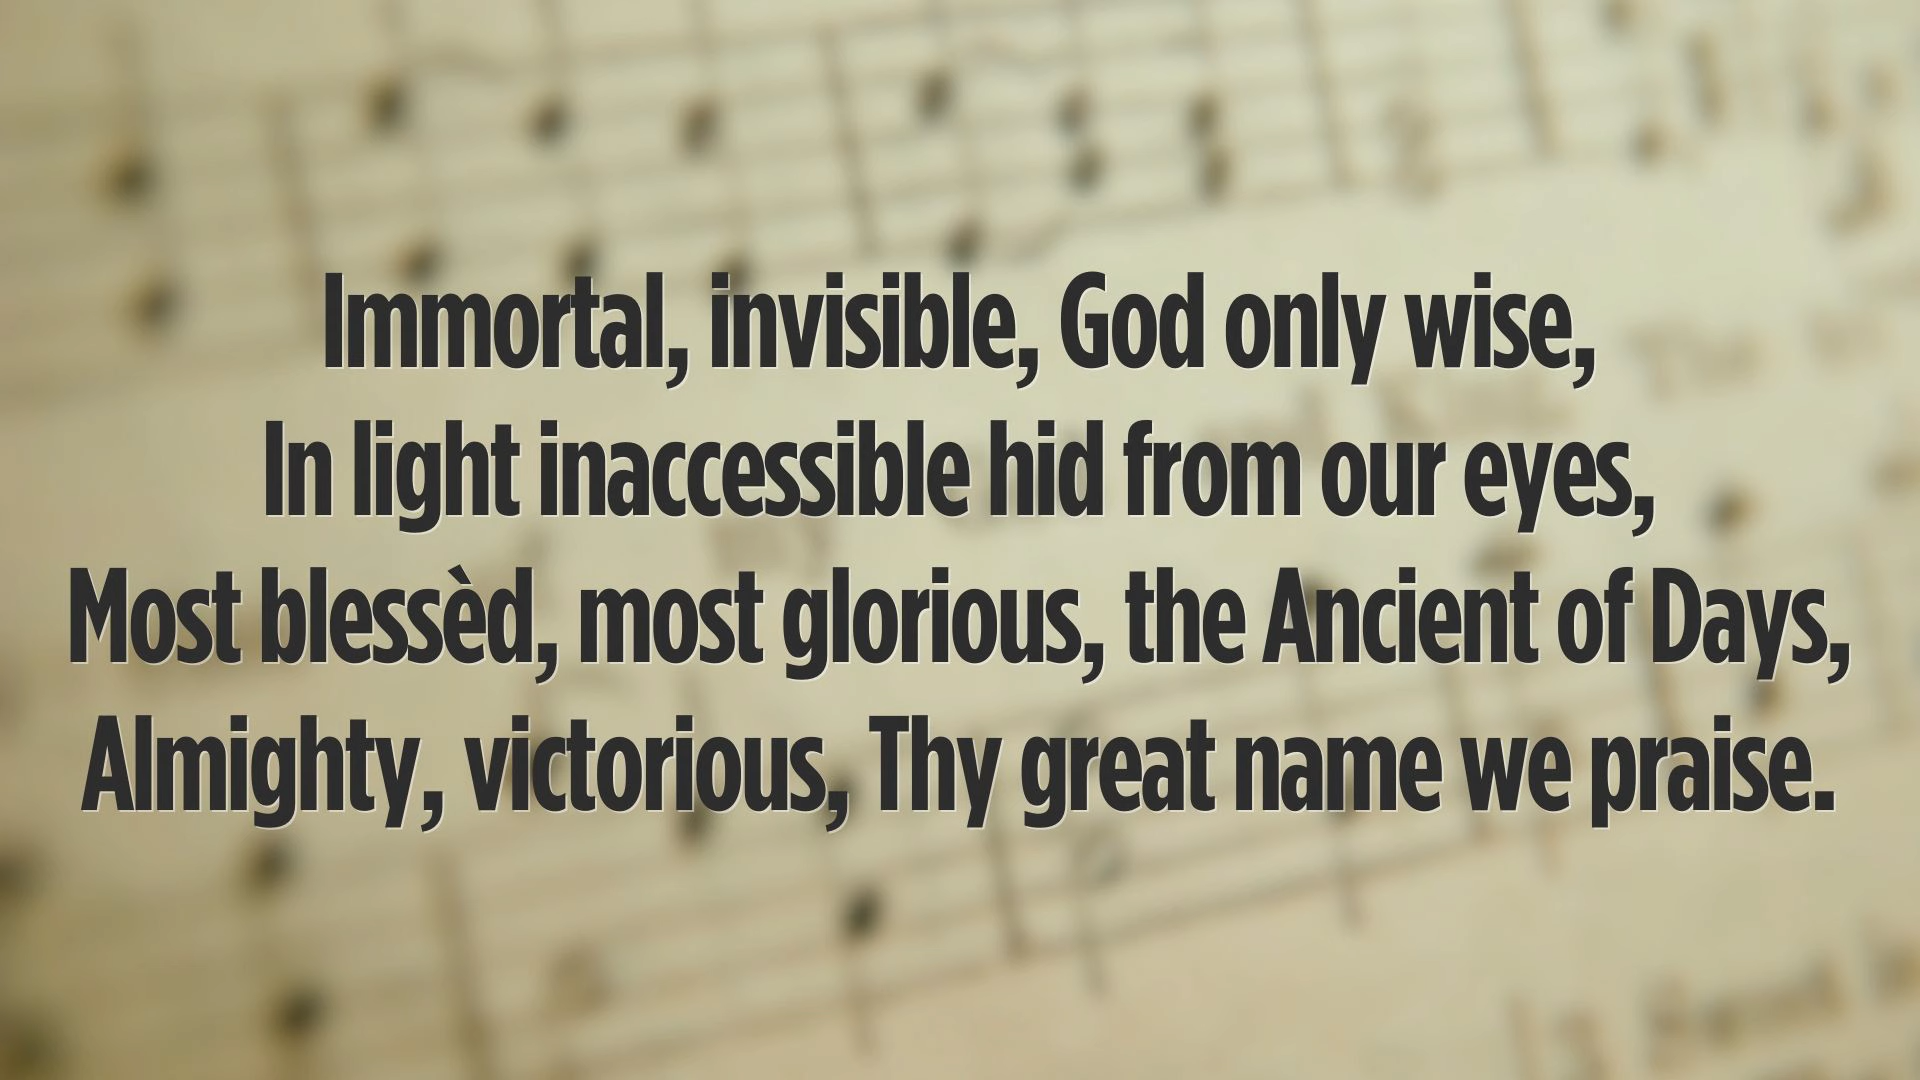 Immortal, invisible, God only wise,
In light inaccessible hid from our eyes,
Most blessèd, most glorious, the Ancient of Days,
Almighty, victorious, Thy great name we praise.